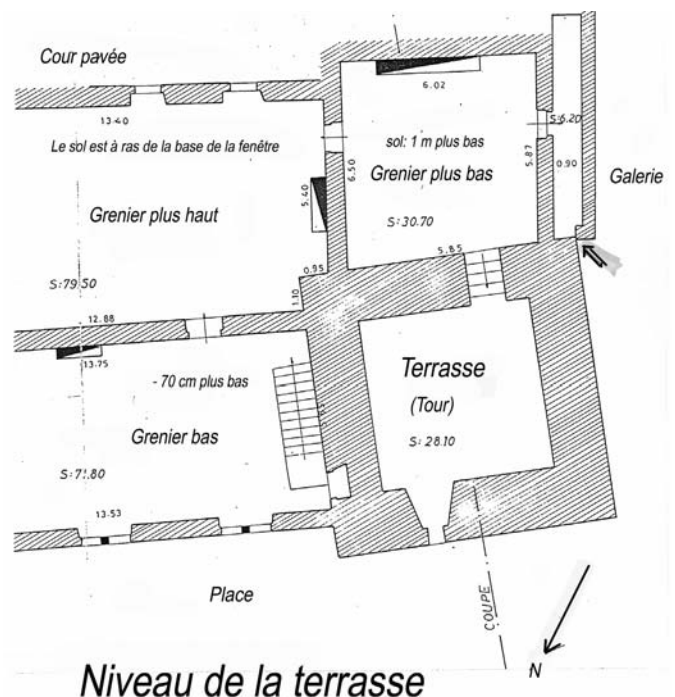 Cour pavée
6.02
13.40
S:6.20
Le sol est à ras de la base de la fenêtre
sol: 1 m plus bas
6.50
5.87
0.90
Grenier plus bas
Galerie
5.40
Grenier plus haut
S:30.70
5.85
0.95
S:79.50
1.10
12.88
13.75
Terrasse
- 70 cm plus bas
(Tour)
Grenier bas
S:28.10
S:71.80
13.53
Place
COUPE
N
Niveau de la terrasse